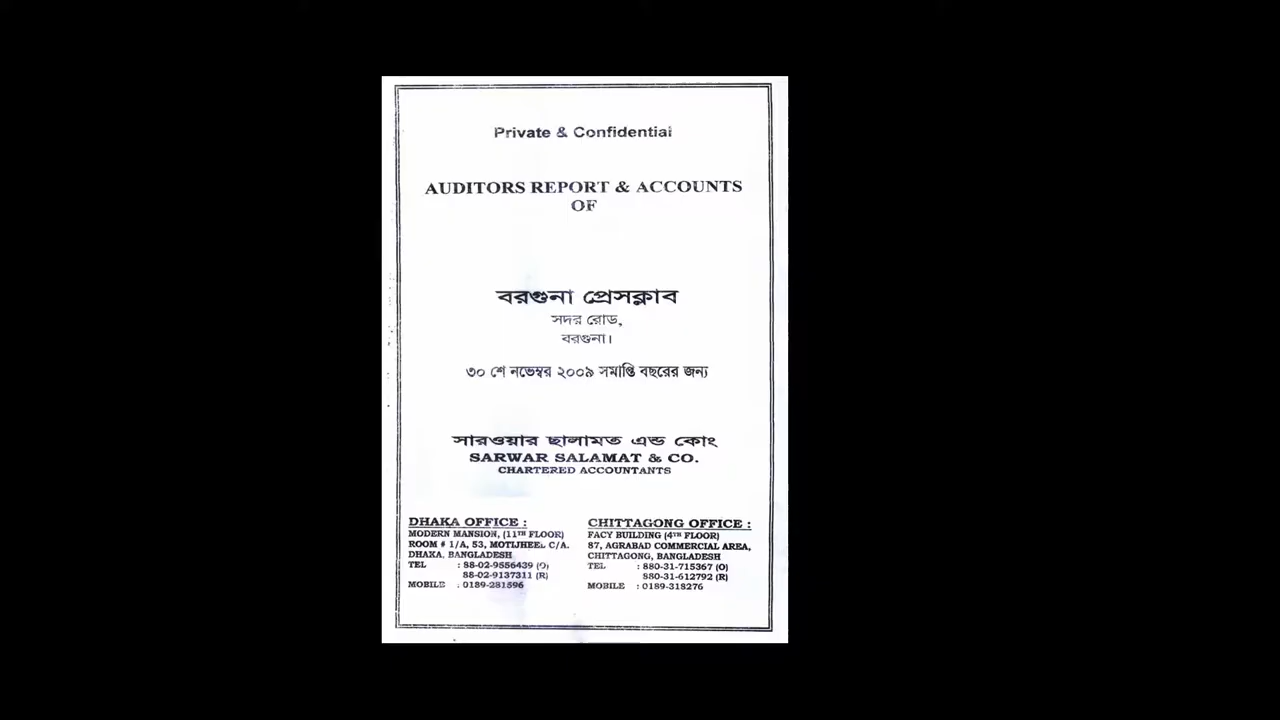 Private & Confidential
AUDITORS REPORT & ACCOUNTS
OF
বরগুনা প্রেসক্লাব
সদর রোড,
বরগুনা।
৩০ শে নভেম্বর ২০০৯ সমাপ্তি বছরের জন্য
সারওয়ার ছালামত এন্ড কোং
SARWAR SALAMAT & CO.
CHARTERED ACCOUNTANTS
DHAKA OFFICE :
MODERN MANSION, (11TH FLOOR)
ROOM # 1/A, 53, MOTIJHEEL C/A.
DHAKA, BANGLADESH
TEL : 88-02-9556439 (O)
88-02-9137311 (R)
MOBILE : 0189-281596
CHITTAGONG OFFICE :
FACY BUILDING (4TH FLOOR)
87, AGRABAD COMMERCIAL AREA,
CHITTAGONG, BANGLADESH
TEL : 880-31-715367 (O)
880-31-612792 (R)
MOBILE : 0189-318276